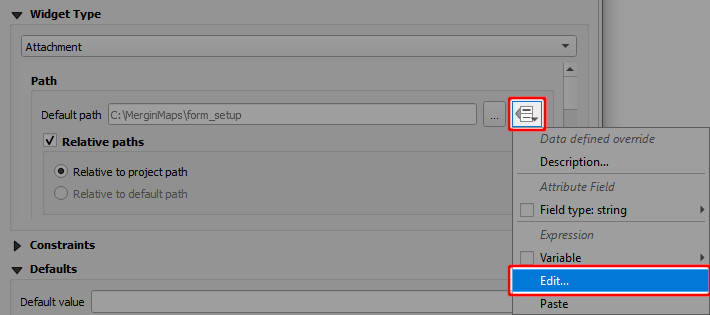 Widget Type
Attachment
Path
Default path C:\MerginMaps\form_setup ...
Relative paths
Relative to project path
Relative to default path
Constraints
Defaults
Default value
Data defined override
Description...
Attribute Field
Field type: string
Expression
Variable
Edit...
Paste